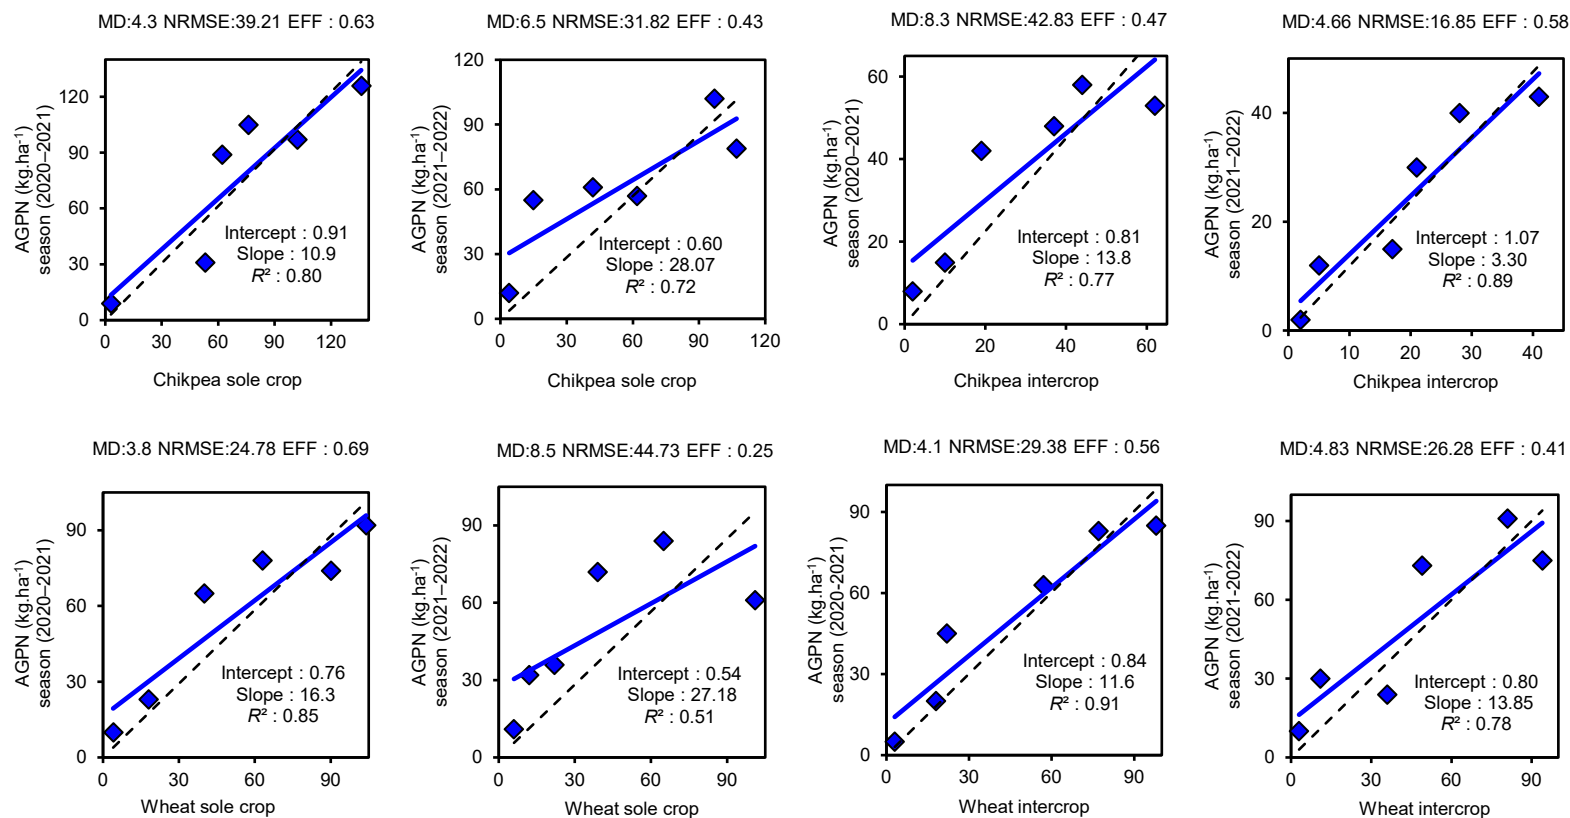 MD:4.3 NRMSE:39.21 EFF : 0.63
AGPN (kg.ha⁻¹)
season (2020–2021)
120
90
60
30
0
Intercept : 0.91
Slope : 10.9
R² : 0.80
0 30 60 90 120
Chikpea sole crop
MD:6.5 NRMSE:31.82 EFF : 0.43
AGPN (kg.ha⁻¹)
season (2021–2022)
120
90
60
30
0
Intercept : 0.60
Slope : 28.07
R² : 0.72
0 30 60 90 120
Chikpea sole crop
MD:8.3 NRMSE:42.83 EFF : 0.47
AGPN (kg.ha⁻¹)
season (2020–2021)
60
40
20
0
Intercept : 0.81
Slope : 13.8
R² : 0.77
0 20 40 60
Chikpea intercrop
MD:4.66 NRMSE:16.85 EFF : 0.58
AGPN (kg.ha⁻¹)
season (2021–2022)
40
20
0
Intercept : 1.07
Slope : 3.30
R² : 0.89
0 10 20 30 40
Chikpea intercrop
MD:3.8 NRMSE:24.78 EFF : 0.69
AGPN (kg.ha⁻¹)
season (2020–2021)
90
60
30
0
Intercept : 0.76
Slope : 16.3
R² : 0.85
0 30 60 90
Wheat sole crop
MD:8.5 NRMSE:44.73 EFF : 0.25
AGPN (kg.ha⁻¹)
season (2021–2022)
90
60
30
0
Intercept : 0.54
Slope : 27.18
R² : 0.51
0 30 60 90
Wheat sole crop
MD:4.1 NRMSE:29.38 EFF : 0.56
AGPN (kg.ha⁻¹)
season (2020-2021)
90
60
30
0
Intercept : 0.84
Slope : 11.6
R² : 0.91
0 30 60 90
Wheat intercrop
MD:4.83 NRMSE:26.28 EFF : 0.41
AGPN (kg.ha⁻¹)
season (2021-2022)
90
60
30
0
Intercept : 0.80
Slope : 13.85
R² : 0.78
0 30 60 90
Wheat intercrop